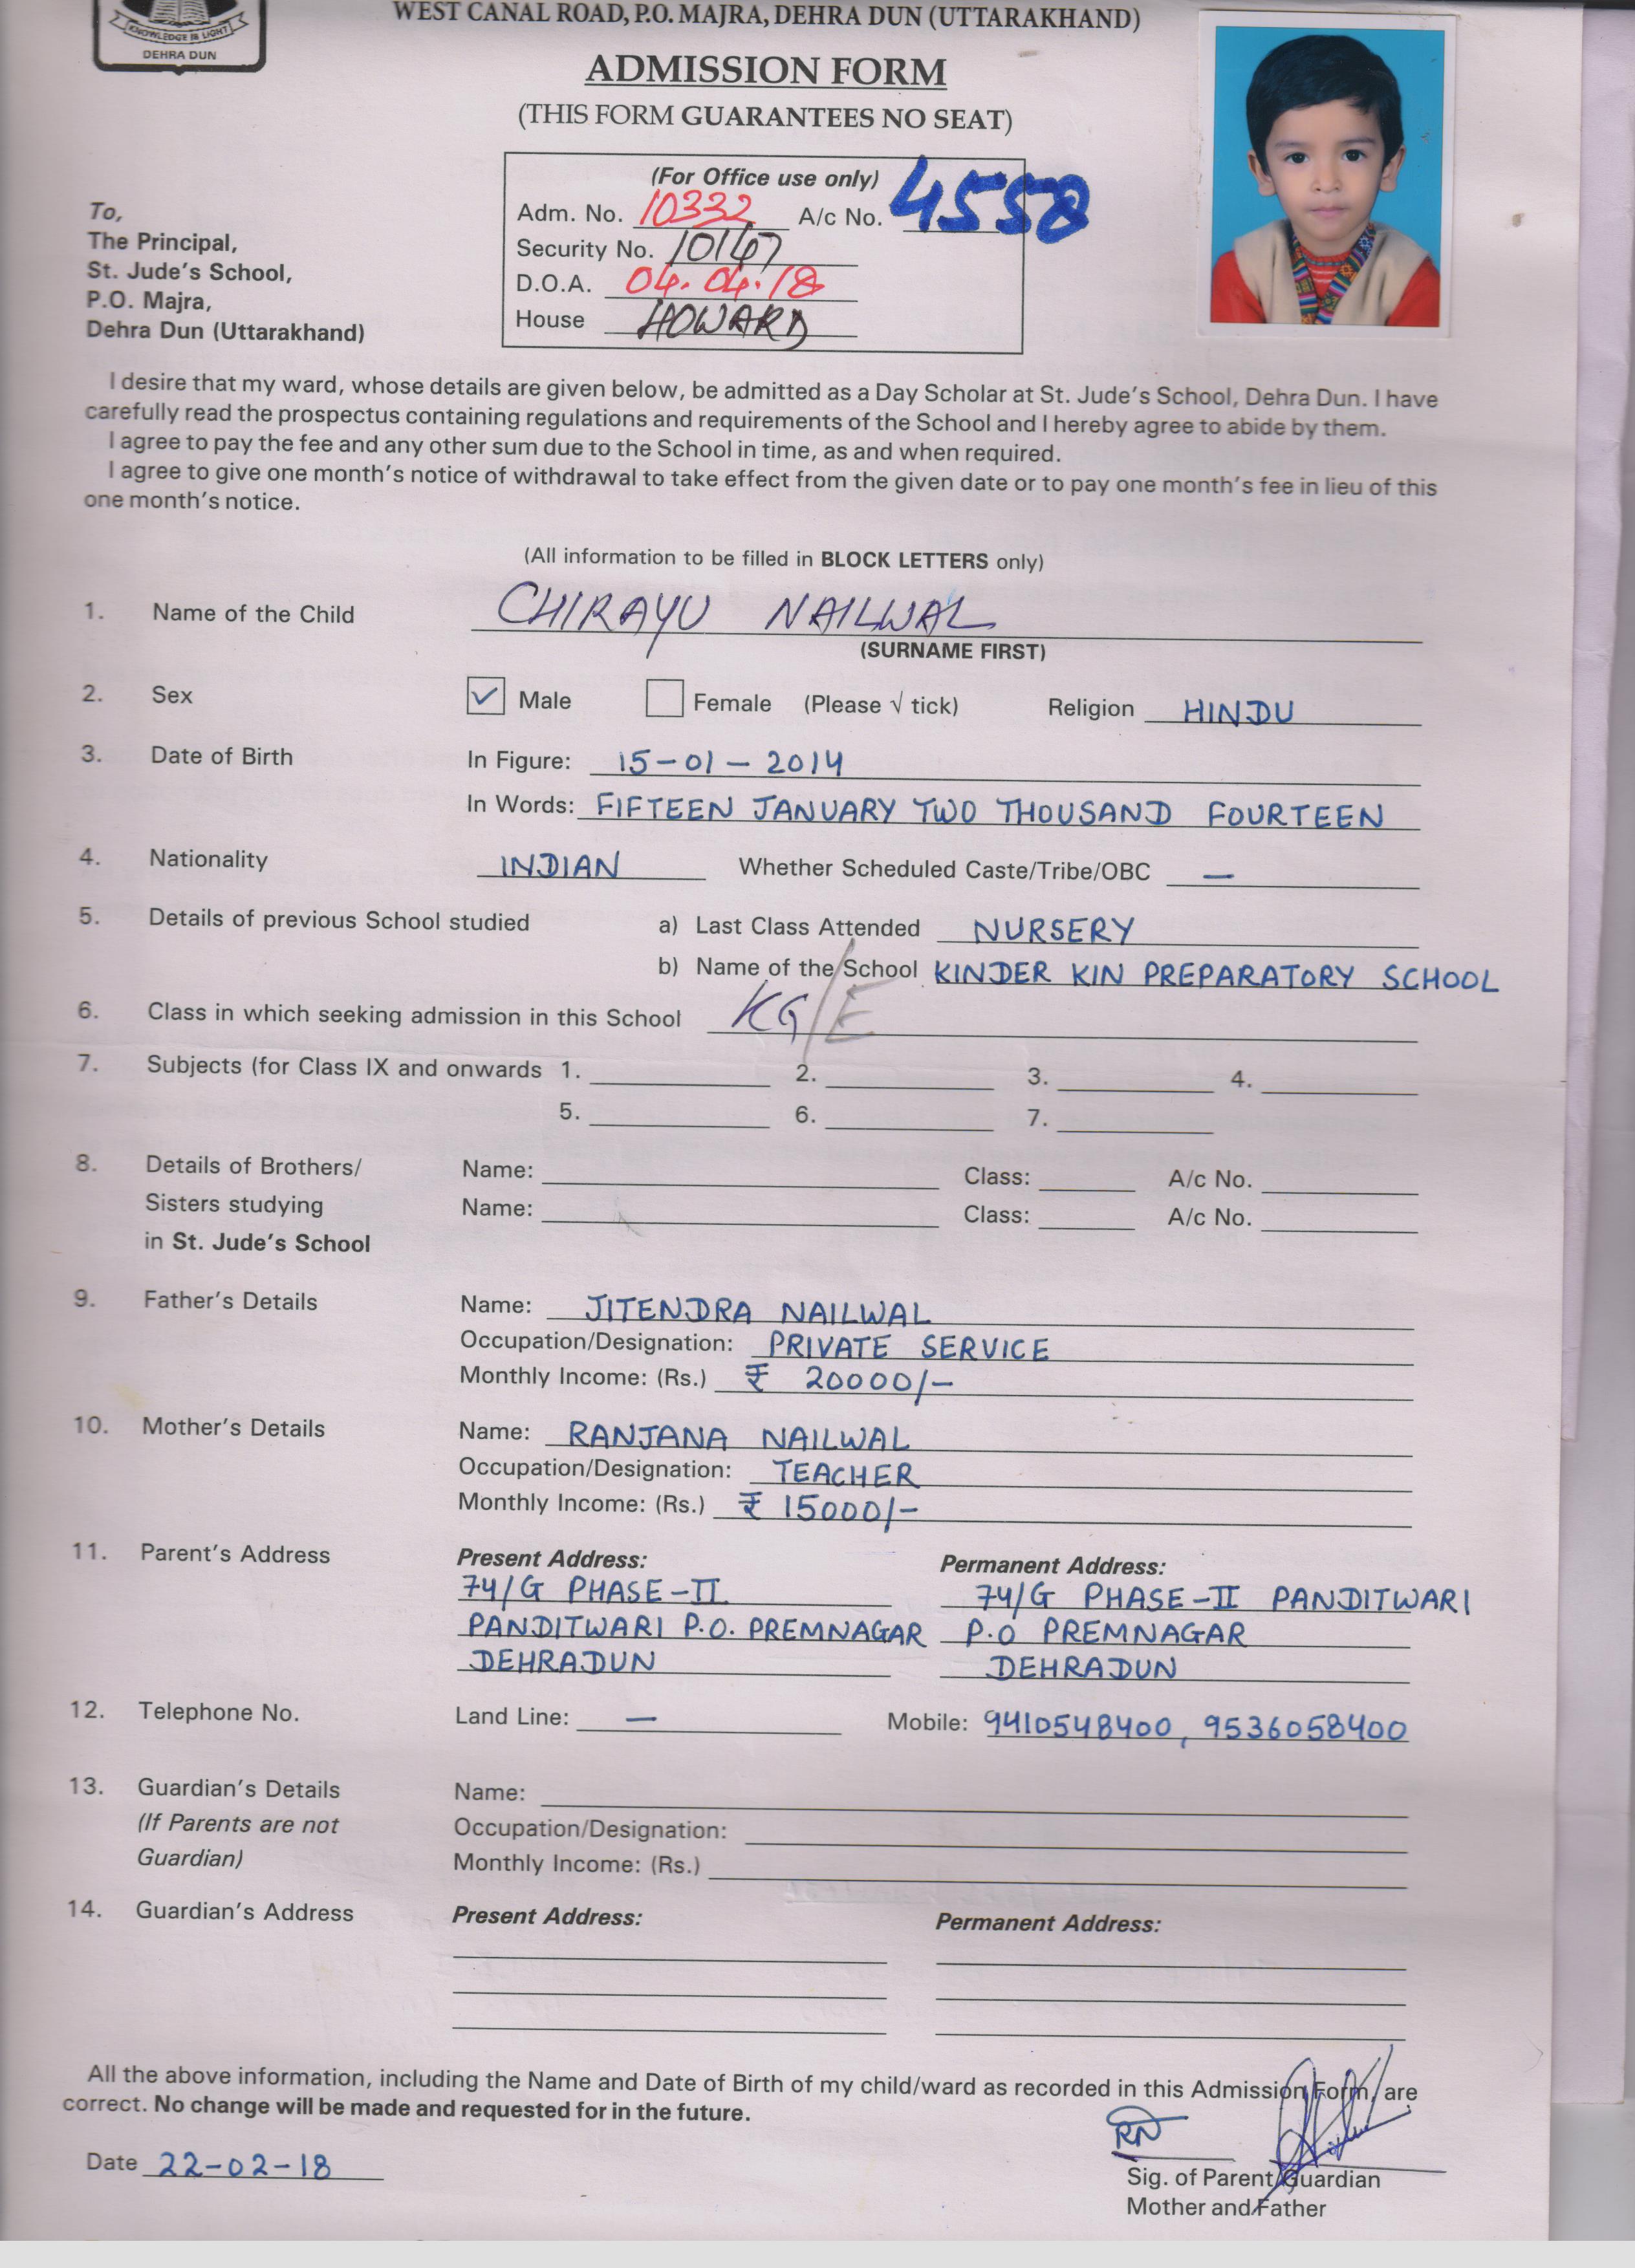 KNOWLEDGE IS LIGHT
DEHRA DUN
WEST CANAL ROAD, P.O. MAJRA, DEHRA DUN (UTTARAKHAND)
ADMISSION FORM
(THIS FORM GUARANTEES NO SEAT)
(For Office use only)
Adm. No. 10332 A/c No. 4558
Security No. 10147
D.O.A. 04.04.18
House HOWARD
To,
The Principal,
St. Jude's School,
P.O. Majra,
Dehra Dun (Uttarakhand)
I desire that my ward, whose details are given below, be admitted as a Day Scholar at St. Jude's School, Dehra Dun. I have
carefully read the prospectus containing regulations and requirements of the School and I hereby agree to abide by them.
I agree to pay the fee and any other sum due to the School in time, as and when required.
I agree to give one month's notice of withdrawal to take effect from the given date or to pay one month's fee in lieu of this
one month's notice.
(All information to be filled in BLOCK LETTERS only)
1. Name of the Child CHIRAYU NAILWAL
(SURNAME FIRST)
2. Sex ✓ Male Female (Please √ tick) Religion HINDU
3. Date of Birth In Figure: 15-01-2014
In Words: FIFTEEN JANUARY TWO THOUSAND FOURTEEN
4. Nationality INDIAN Whether Scheduled Caste/Tribe/OBC —
5. Details of previous School studied a) Last Class Attended NURSERY
b) Name of the School KINDER KIN PREPARATORY SCHOOL
6. Class in which seeking admission in this School KG/E
7. Subjects (for Class IX and onwards 1. 2. 3. 4.
5. 6. 7.
8. Details of Brothers/ Name: Class: A/c No.
Sisters studying Name: Class: A/c No.
in St. Jude's School
9. Father's Details Name: JITENDRA NAILWAL
Occupation/Designation: PRIVATE SERVICE
Monthly Income: (Rs.) ₹ 20000/-
10. Mother's Details Name: RANJANA NAILWAL
Occupation/Designation: TEACHER
Monthly Income: (Rs.) ₹ 15000/-
11. Parent's Address Present Address: Permanent Address:
74/G PHASE-II 74/G PHASE-II PANDITWARI
PANDITWARI P.O. PREMNAGAR P.O PREMNAGAR
DEHRADUN DEHRADUN
12. Telephone No. Land Line: — Mobile: 9410548400, 9536058400
13. Guardian's Details Name:
(If Parents are not Occupation/Designation:
Guardian) Monthly Income: (Rs.)
14. Guardian's Address Present Address: Permanent Address:
All the above information, including the Name and Date of Birth of my child/ward as recorded in this Admission Form, are
correct. No change will be made and requested for in the future.
RN
Date 22-02-18
Sig. of Parent/Guardian
Mother and Father